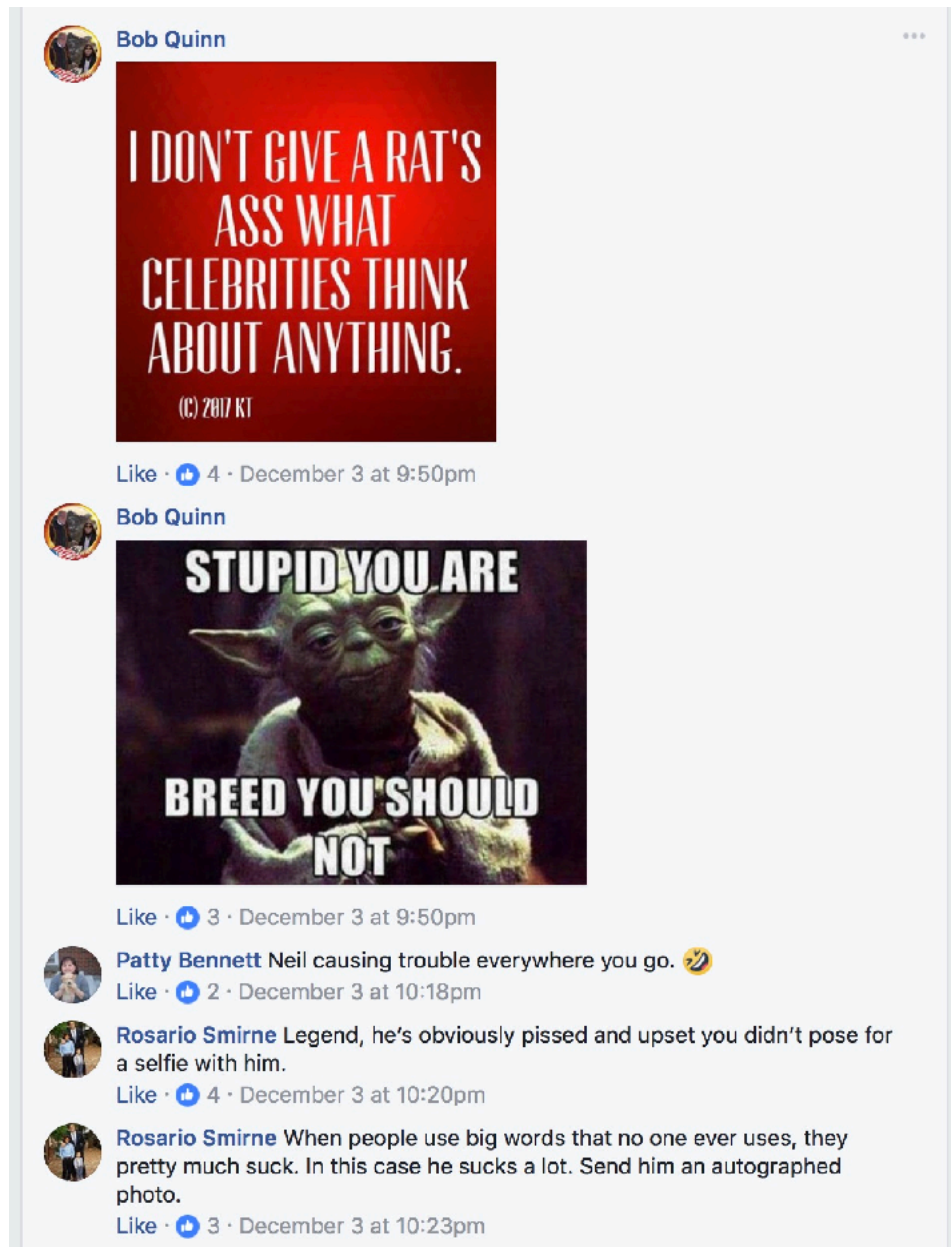 Bob Quinn
I DON'T GIVE A RAT'S
ASS WHAT
CELEBRITIES THINK
ABOUT ANYTHING.
(C) 2017 KT
Like · 4 · December 3 at 9:50pm
Bob Quinn
STUPID YOU ARE
BREED YOU SHOULD
NOT
Like · 3 · December 3 at 9:50pm
Patty Bennett Neil causing trouble everywhere you go. 🤣
Like · 2 · December 3 at 10:18pm
Rosario Smirne Legend, he's obviously pissed and upset you didn't pose for
a selfie with him.
Like · 4 · December 3 at 10:20pm
Rosario Smirne When people use big words that no one ever uses, they
pretty much suck. In this case he sucks a lot. Send him an autographed
photo.
Like · 3 · December 3 at 10:23pm